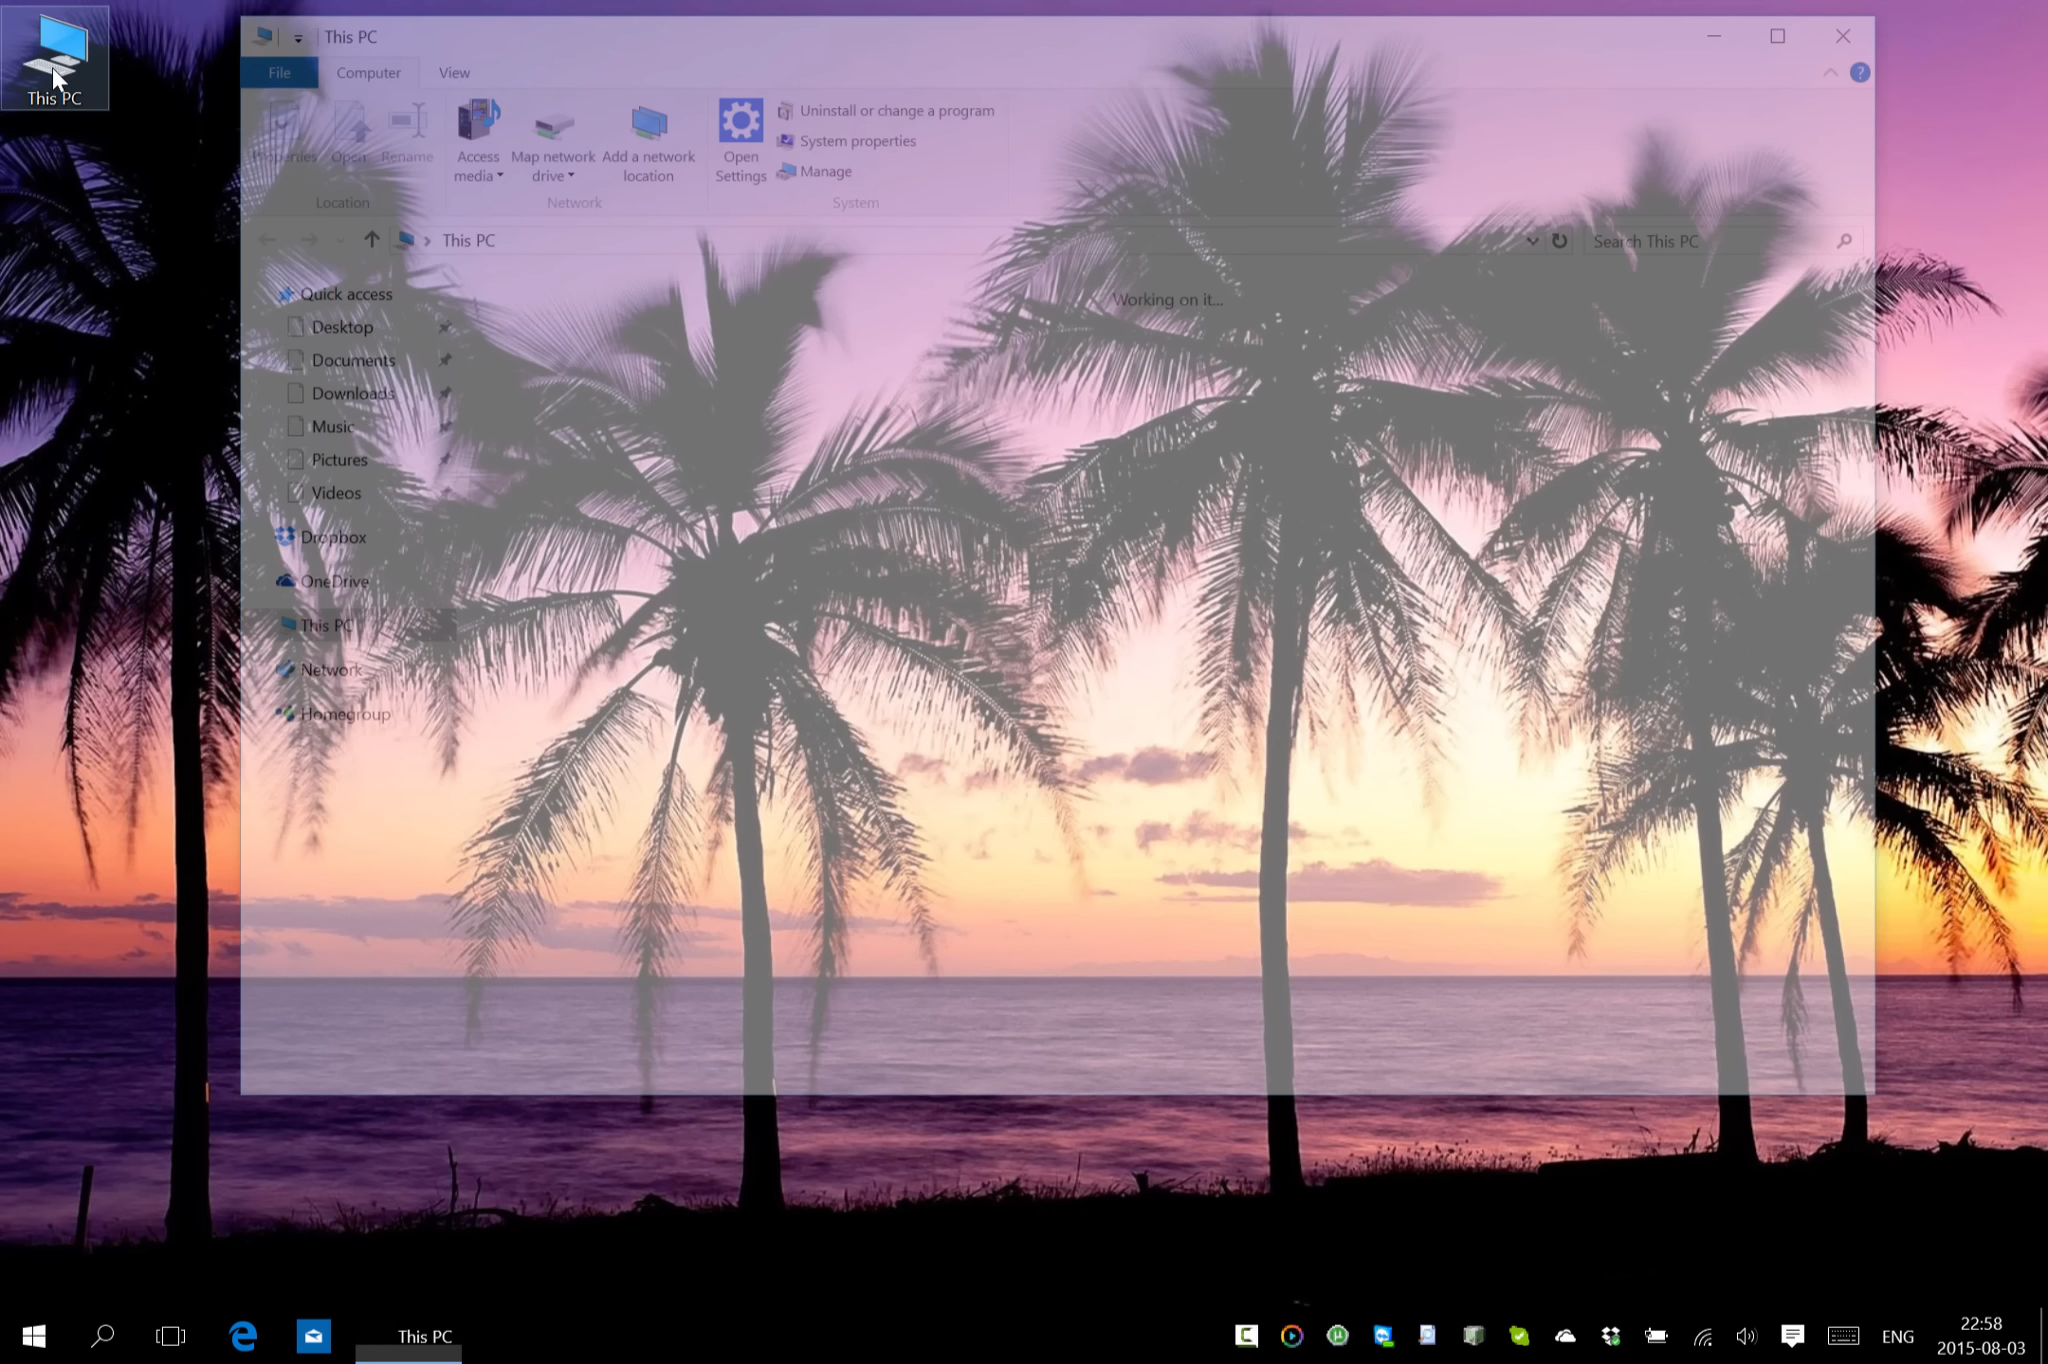 This PC
This PC
File
Computer
View
Properties
Open
Rename
Access media
Map network drive
Add a network location
Open Settings
Uninstall or change a program
System properties
Manage
Location
Network
System
This PC
Search This PC
Working on it...
Quick access
Desktop
Documents
Downloads
Music
Pictures
Videos
Dropbox
OneDrive
This PC
Network
Homegroup
This PC
ENG
22:58
2015-08-03